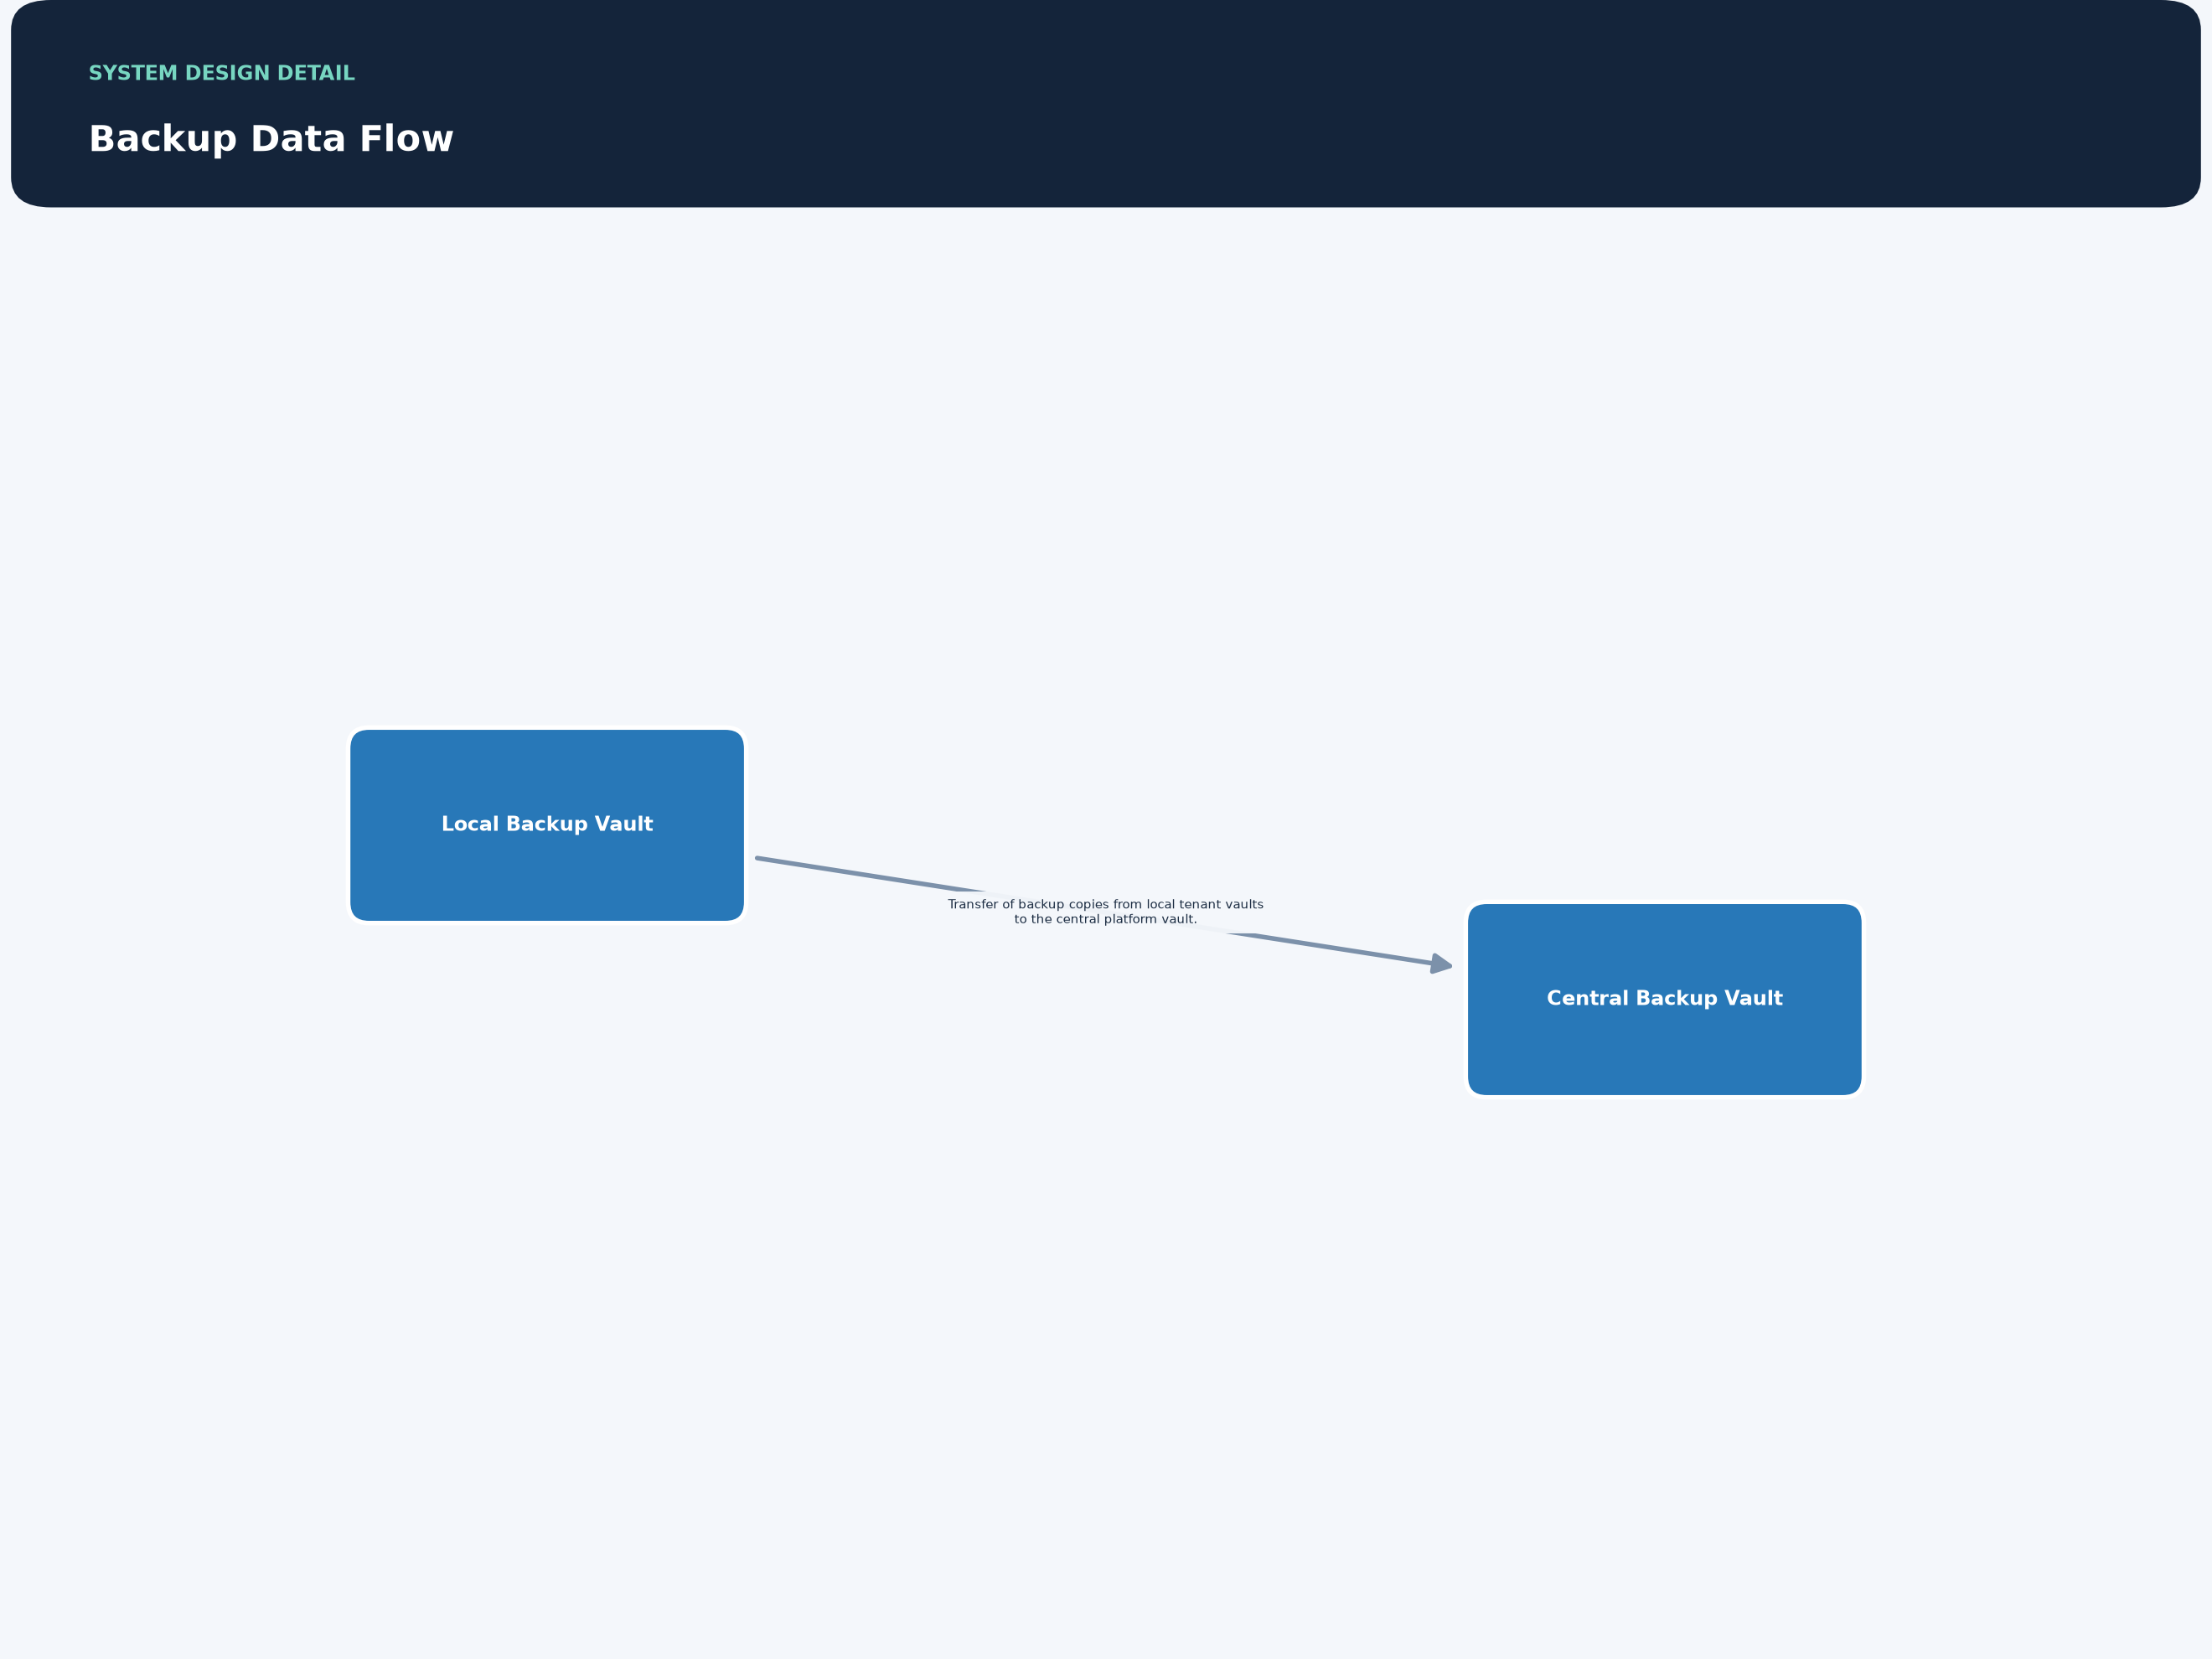 SYSTEM DESIGN DETAIL
Backup Data Flow
Local Backup Vault
Transfer of backup copies from local tenant vaults
to the central platform vault.
Central Backup Vault